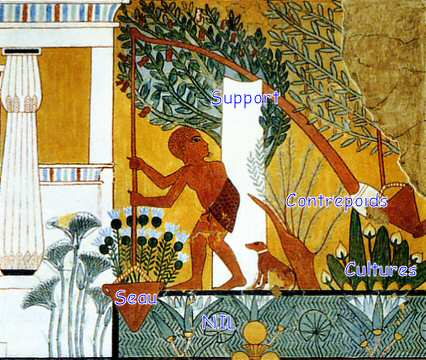 Support
Contrepoids
Cultures
Seau
NIL